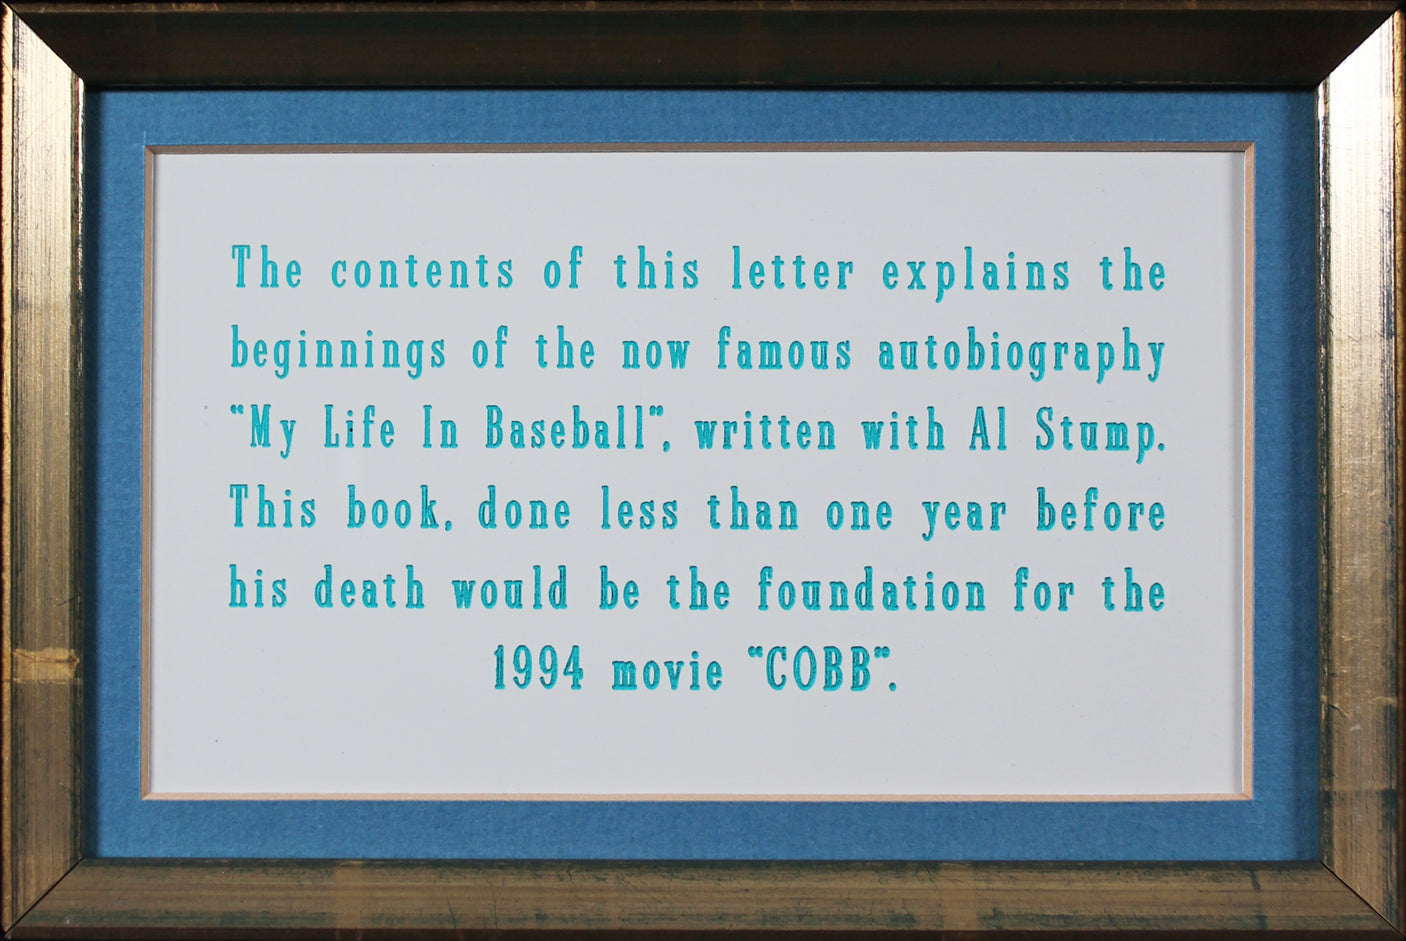 The contents of this letter explains the
beginnings of the now famous autobiography
"My Life In Baseball", written with Al Stump.
This book, done less than one year before
his death would be the foundation for the
1994 movie "COBB".